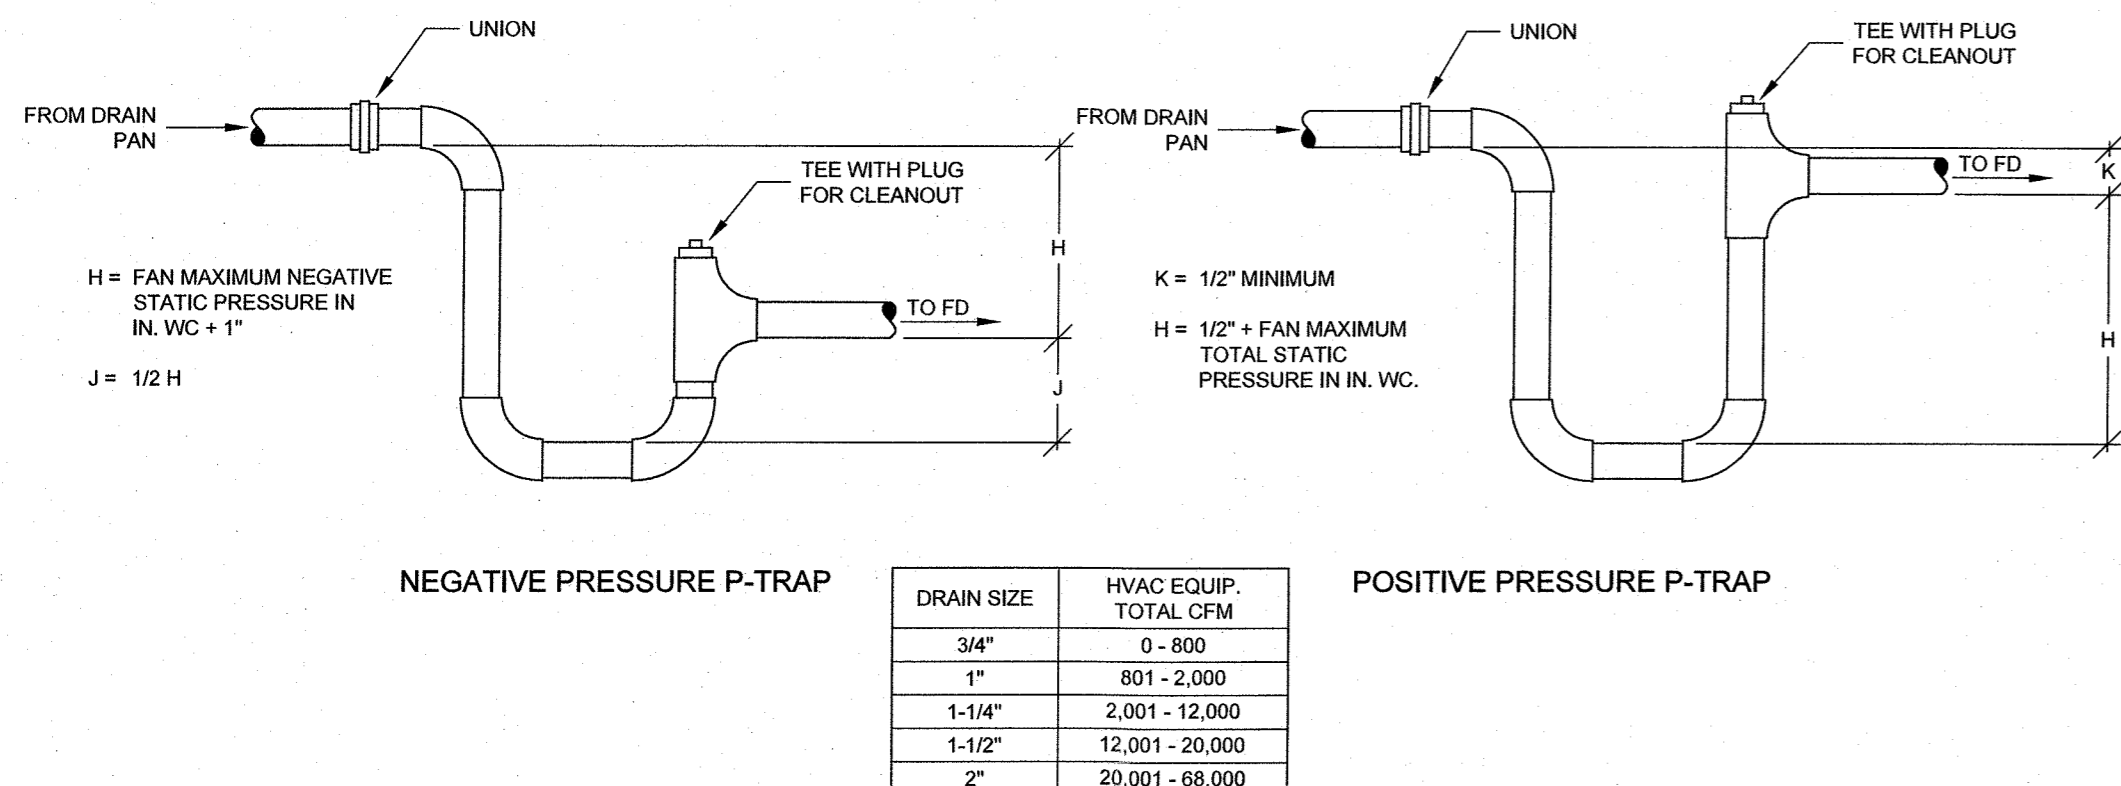 UNION
FROM DRAIN
PAN
TEE WITH PLUG
FOR CLEANOUT
H
H = FAN MAXIMUM NEGATIVE
STATIC PRESSURE IN
IN. WC + 1"
J = 1/2 H
TO FD
J
NEGATIVE PRESSURE P-TRAP
UNION
TEE WITH PLUG
FOR CLEANOUT
FROM DRAIN
PAN
TO FD
K
K = 1/2" MINIMUM
H = 1/2" + FAN MAXIMUM
TOTAL STATIC
PRESSURE IN IN. WC.
H
POSITIVE PRESSURE P-TRAP
DRAIN SIZE HVAC EQUIP.
TOTAL CFM
3/4" 0 - 800
1" 801 - 2,000
1-1/4" 2,001 - 12,000
1-1/2" 12,001 - 20,000
2" 20,001 - 68,000